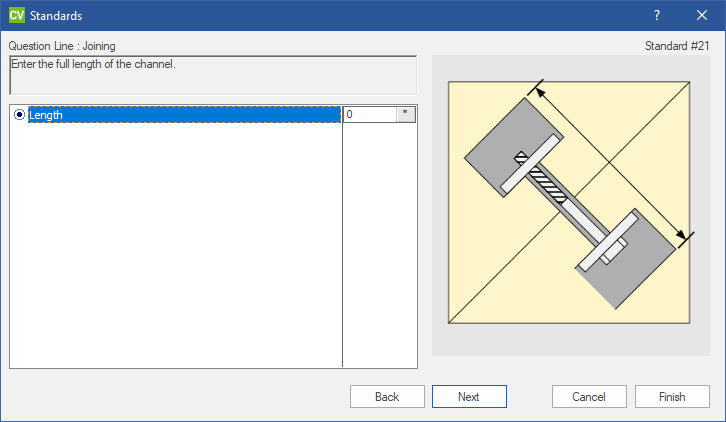 CV Standards
Question Line : Joining
Standard #21
Enter the full length of the channel.
Length
0
"
Back
Next
Cancel
Finish